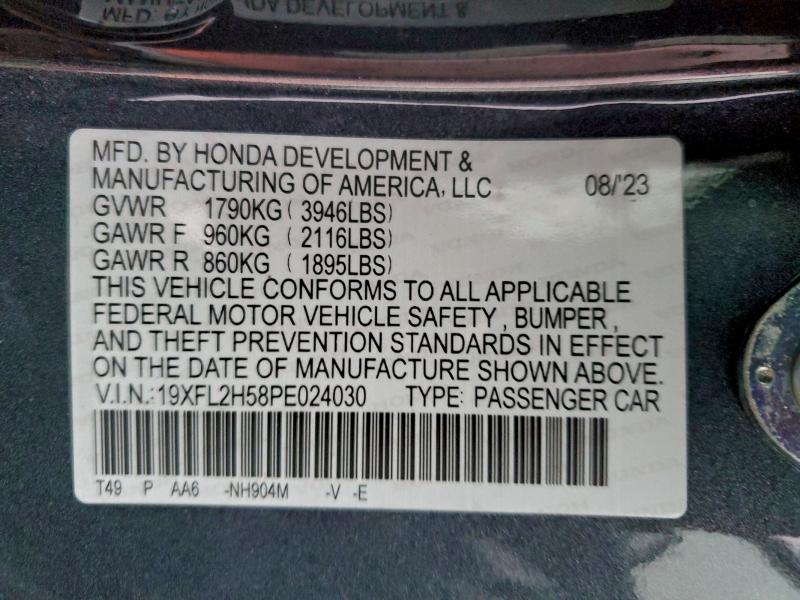 MFD. BY HONDA DEVELOPMENT &
MANUFACTURING OF AMERICA, LLC 08/'23
GVWR 1790KG ( 3946LBS)
GAWR F 960KG ( 2116LBS)
GAWR R 860KG ( 1895LBS)
THIS VEHICLE CONFORMS TO ALL APPLICABLE
FEDERAL MOTOR VEHICLE SAFETY , BUMPER ,
AND THEFT PREVENTION STANDARDS IN EFFECT
ON THE DATE OF MANUFACTURE SHOWN ABOVE.
V.I.N.:19XFL2H58PE024030 TYPE: PASSENGER CAR
T49 P AA6 -NH904M -V -E